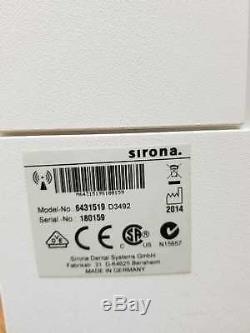 sirona.
Model-No. 6431519 D3492
Serial-No. 180159
2014
C US
N15657
Sirona Dental Systems GmbH
Fabrikstr. 31 D-64625 Bensheim
MADE IN GERMANY